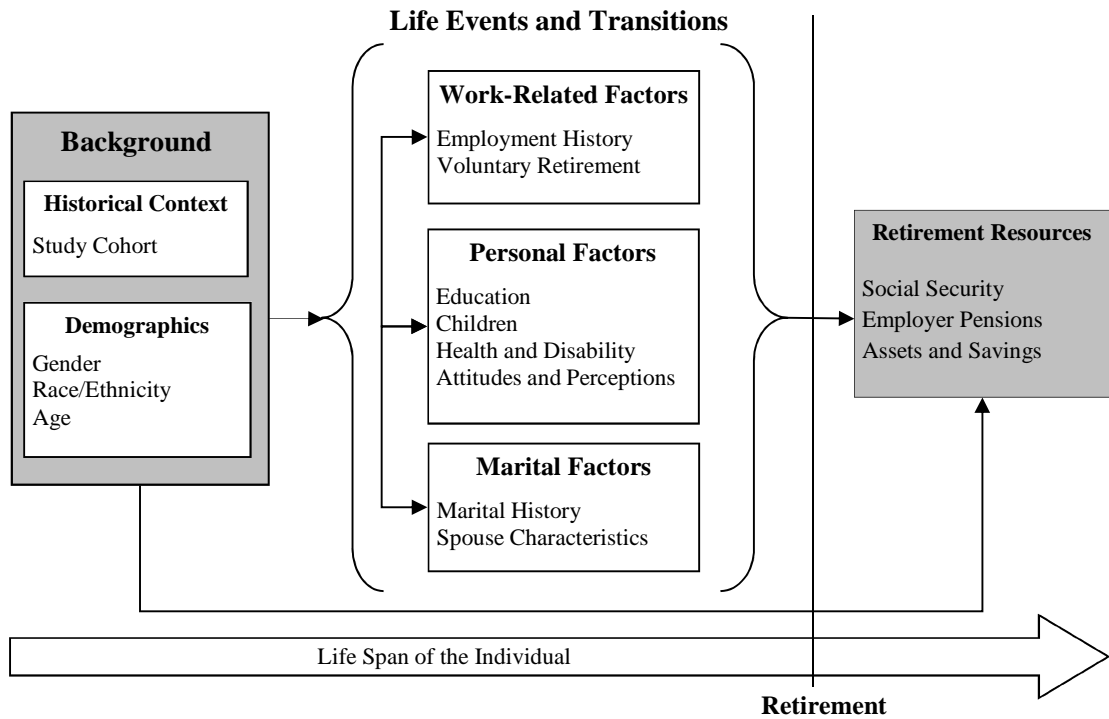 Life Events and Transitions
Background
Historical Context
Study Cohort
Demographics
Gender
Race/Ethnicity
Age
Work-Related Factors
Employment History
Voluntary Retirement
Personal Factors
Education
Children
Health and Disability
Attitudes and Perceptions
Marital Factors
Marital History
Spouse Characteristics
Retirement Resources
Social Security
Employer Pensions
Assets and Savings
Life Span of the Individual
Retirement